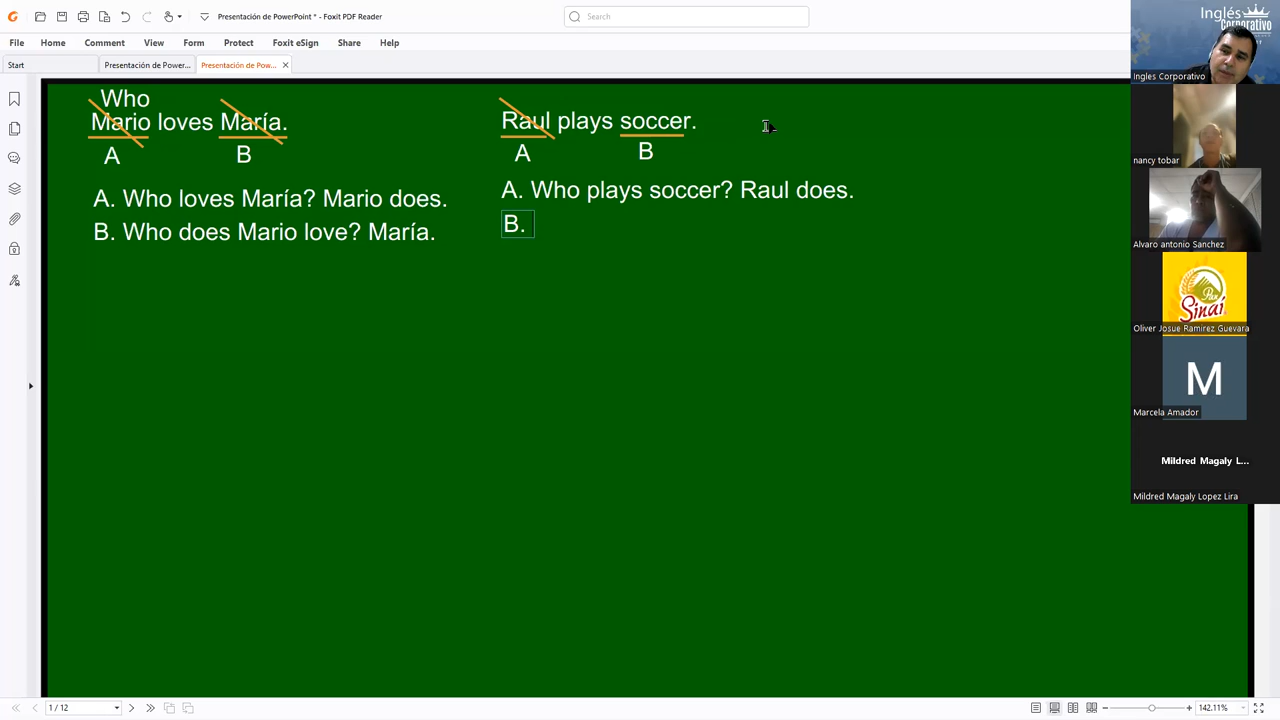 Presentación de PowerPoint * - Foxit PDF Reader
Search
File Home Comment View Form Protect Foxit eSign Share Help
Start
Presentación de Power...
Presentación de Pow...
Who
Mario loves María.
A B
A. Who loves María? Mario does.
B. Who does Mario love? María.
Raul plays soccer.
A B
A. Who plays soccer? Raul does.
B.
Inglés
Corporativo
Ingles Corporativo
nancy tobar
Alvaro antonio Sanchez
Pan
Sinaí
Oliver Josue Ramirez Guevara
M
Marcela Amador
Mildred Magaly L...
Mildred Magaly Lopez Lira
1 / 12
142.11%